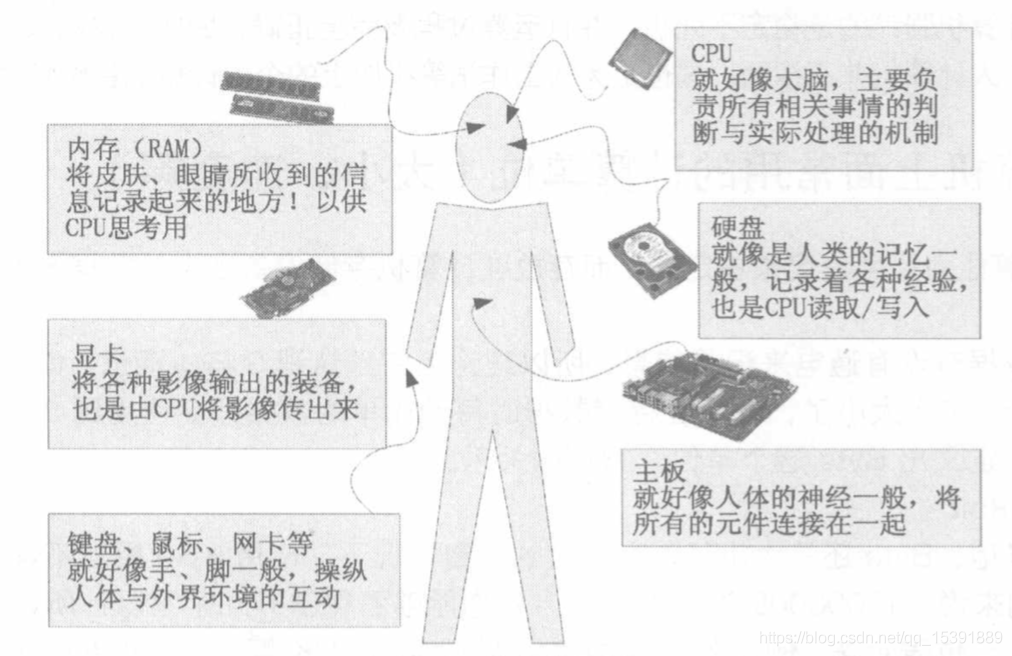 内存（RAM）
将皮肤、眼睛所收到的信
息记录起来的地方！以供
CPU思考用
显卡
将各种影像输出的装备，
也是由CPU将影像传出来
键盘、鼠标、网卡等
就好像手、脚一般，操纵
人体与外界环境的互动
CPU
就好像大脑，主要负
责所有相关事情的判
断与实际处理的机制
硬盘
就像是人类的记忆一
般，记录着各种经验，
也是CPU读取/写入
主板
就好像人体的神经一般，将
所有的元件连接在一起
https://blog.csdn.net/qq_15391889